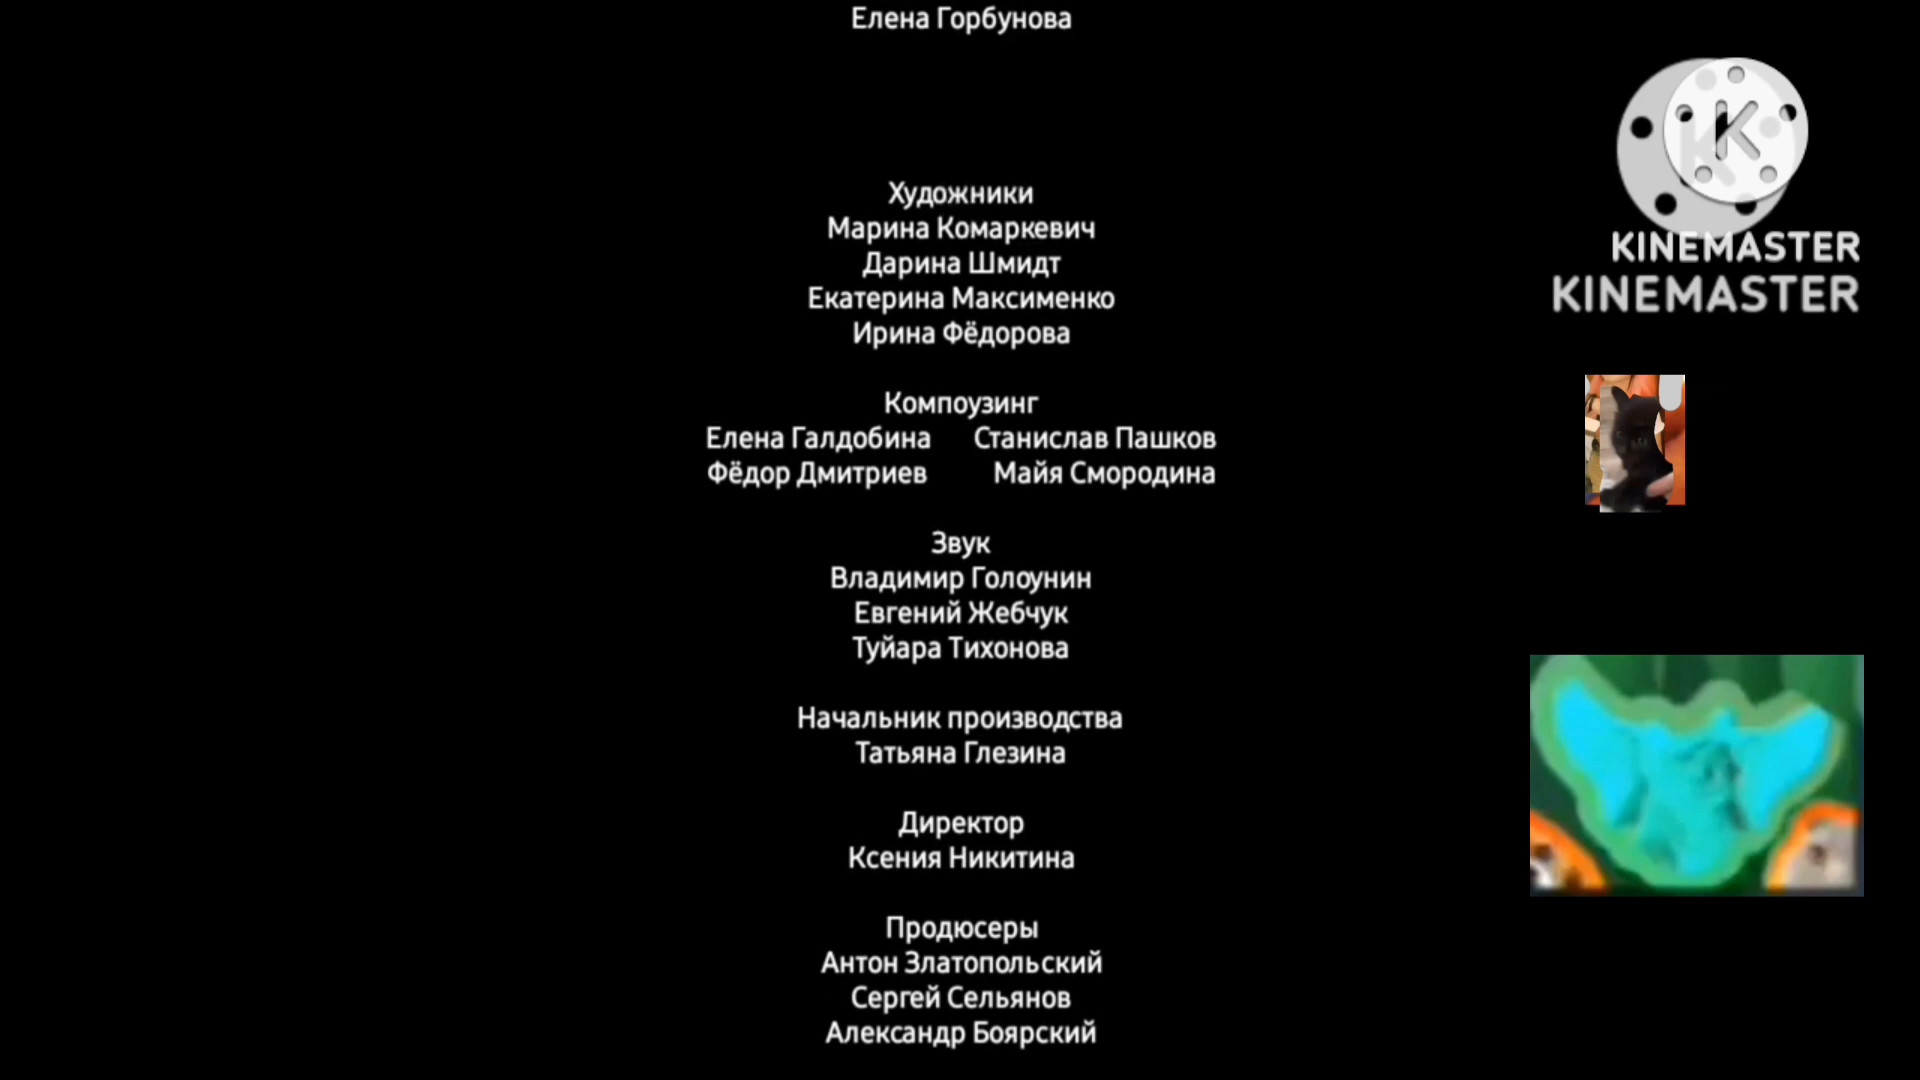 Елена Горбунова
Художники
Марина Комаркевич
Дарина Шмидт
Екатерина Максименко
Ирина Фёдорова
Компоузинг
Елена Галдобина Станислав Пашков
Фёдор Дмитриев Майя Смородина
Звук
Владимир Голоунин
Евгений Жебчук
Туйара Тихонова
Начальник производства
Татьяна Глезина
Директор
Ксения Никитина
Продюсеры
Антон Златопольский
Сергей Сельянов
Александр Боярский
K
KINEMASTER
KINEMASTER